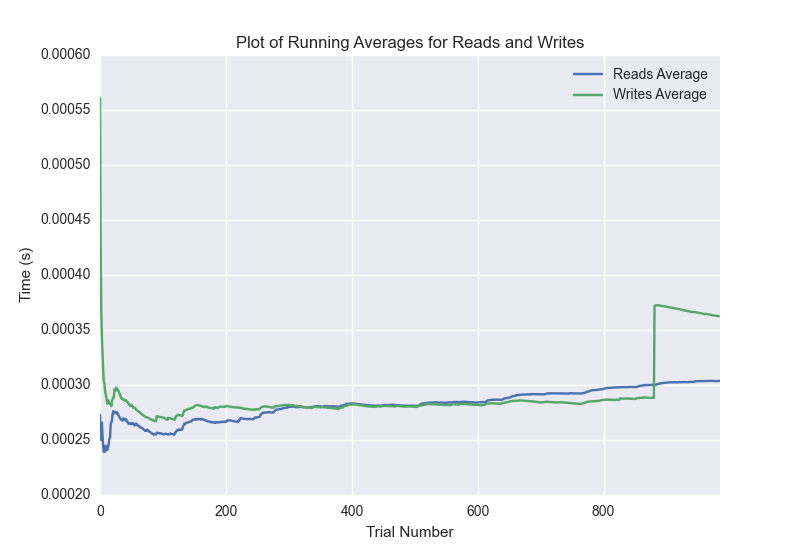 Plot of Running Averages for Reads and Writes
Reads Average
Writes Average
0.00060
0.00055
0.00050
0.00045
0.00040
0.00035
0.00030
0.00025
0.00020
Time (s)
0 200 400 600 800
Trial Number